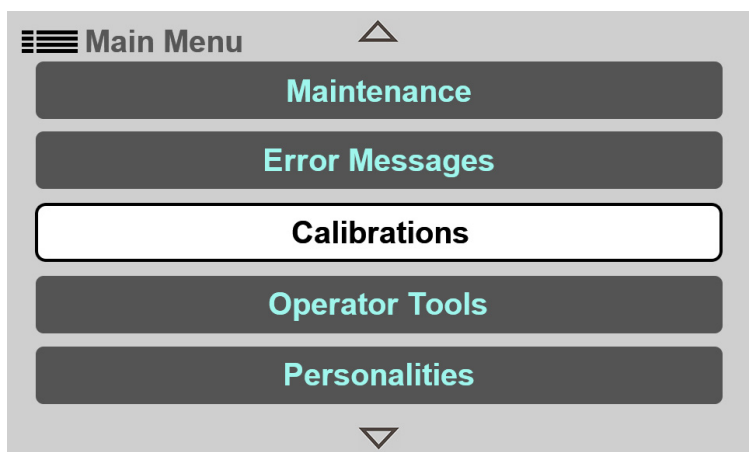 Main Menu
Maintenance
Error Messages
Calibrations
Operator Tools
Personalities